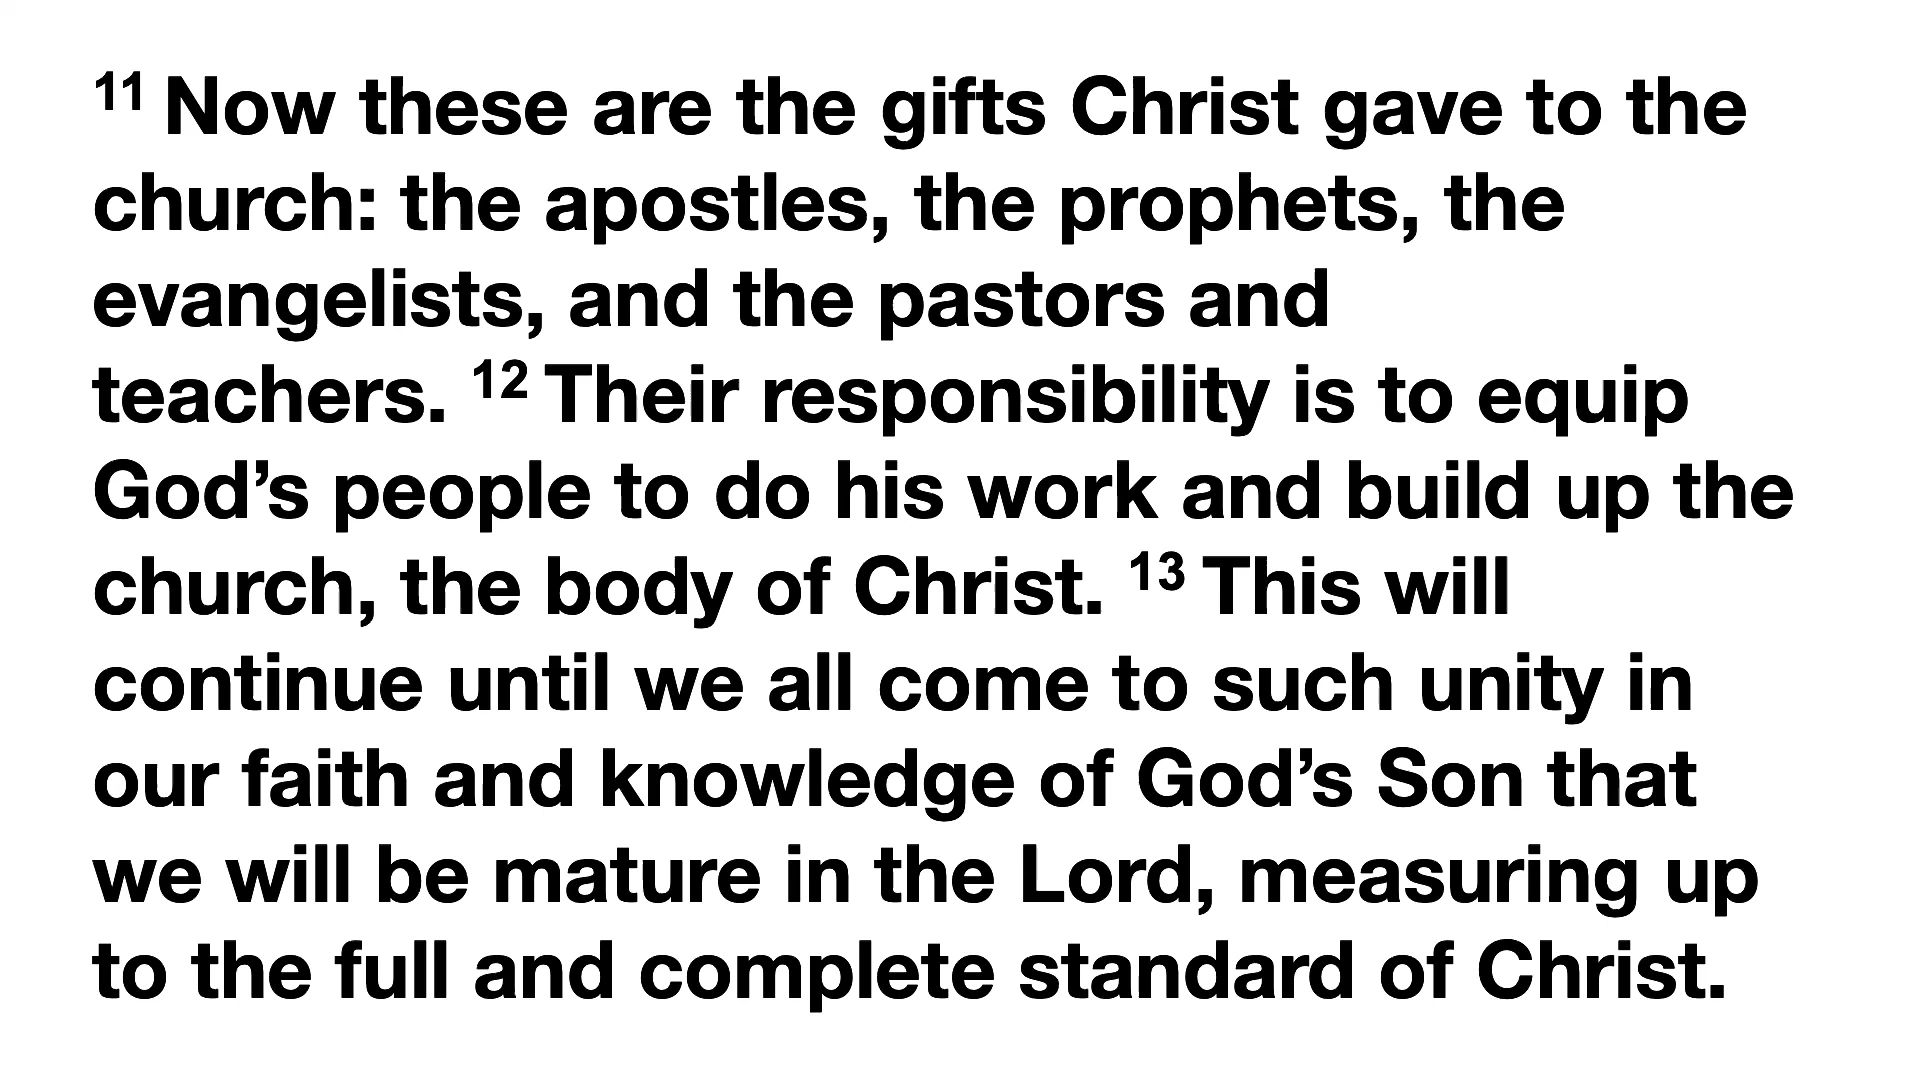 11 Now these are the gifts Christ gave to the
church: the apostles, the prophets, the
evangelists, and the pastors and
teachers. 12 Their responsibility is to equip
God’s people to do his work and build up the
church, the body of Christ. 13 This will
continue until we all come to such unity in
our faith and knowledge of God’s Son that
we will be mature in the Lord, measuring up
to the full and complete standard of Christ.